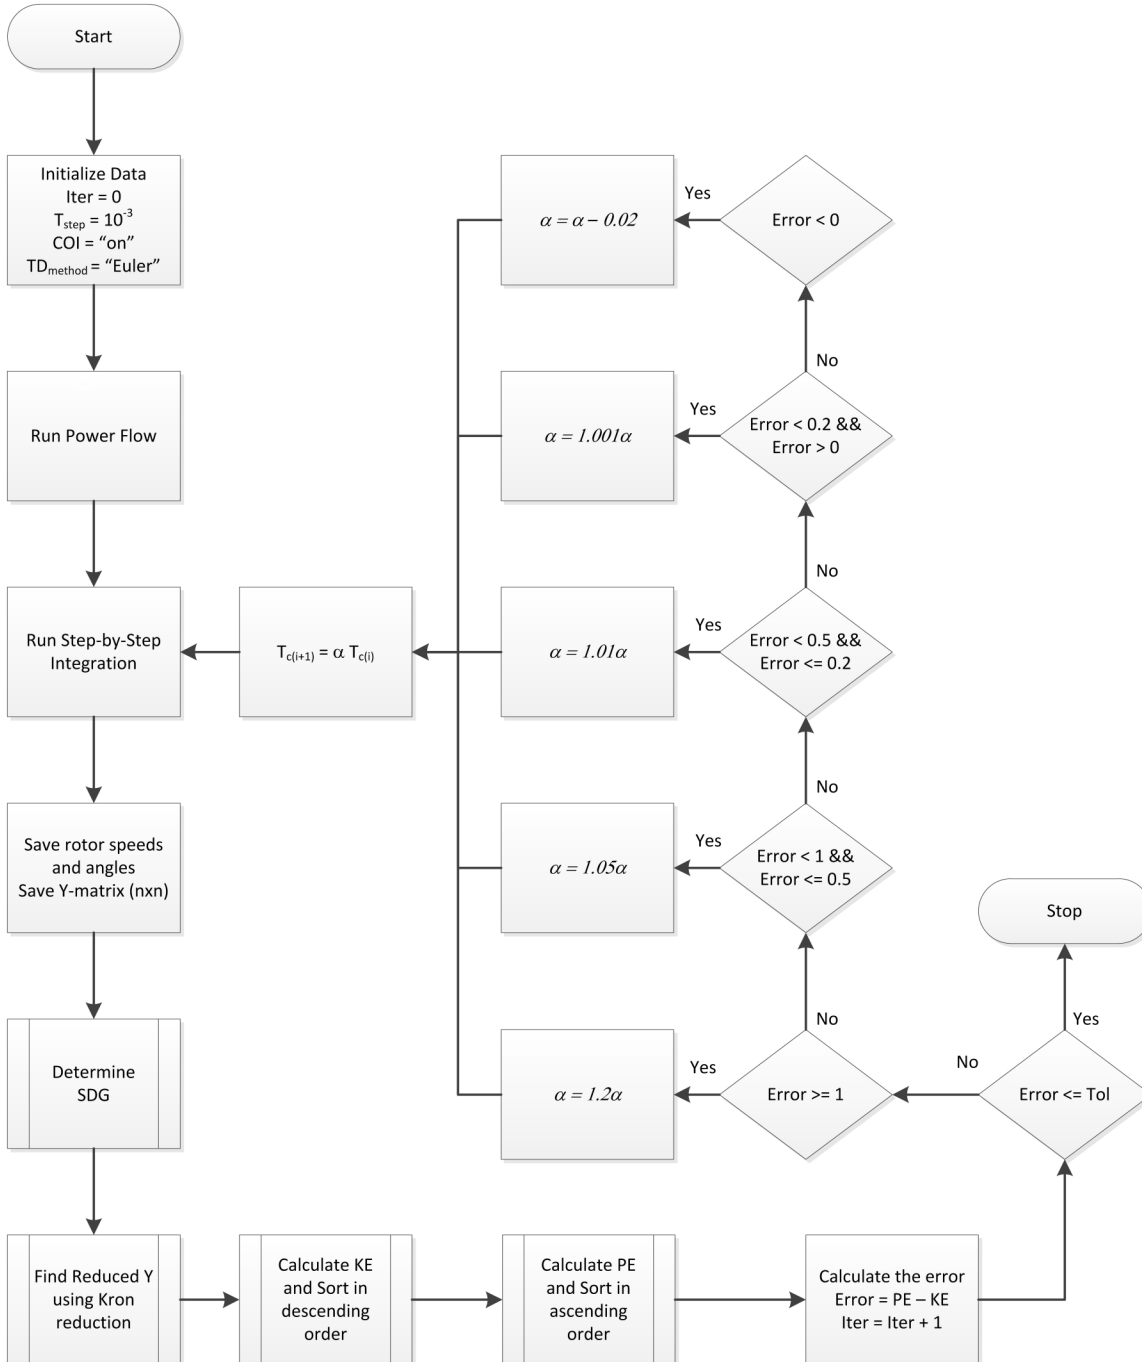 Start
Initialize Data
Iter = 0
T_step = 10^-3
COI = “on”
TD_method = “Euler”
Run Power Flow
Run Step-by-Step
Integration
Save rotor speeds
and angles
Save Y-matrix (nxn)
Determine
SDG
Find Reduced Y
using Kron
reduction
Calculate KE
and Sort in
descending
order
Calculate PE
and Sort in
ascending
order
Calculate the error
Error = PE – KE
Iter = Iter + 1
Error <= Tol
Yes
Stop
No
Error >= 1
Yes
α = 1.2α
No
Error < 1 &&
Error <= 0.5
Yes
α = 1.05α
No
Error < 0.5 &&
Error <= 0.2
Yes
α = 1.01α
No
Error < 0.2 &&
Error > 0
Yes
α = 1.001α
No
Error < 0
Yes
α = α – 0.02
T_c(i+1) = α T_c(i)